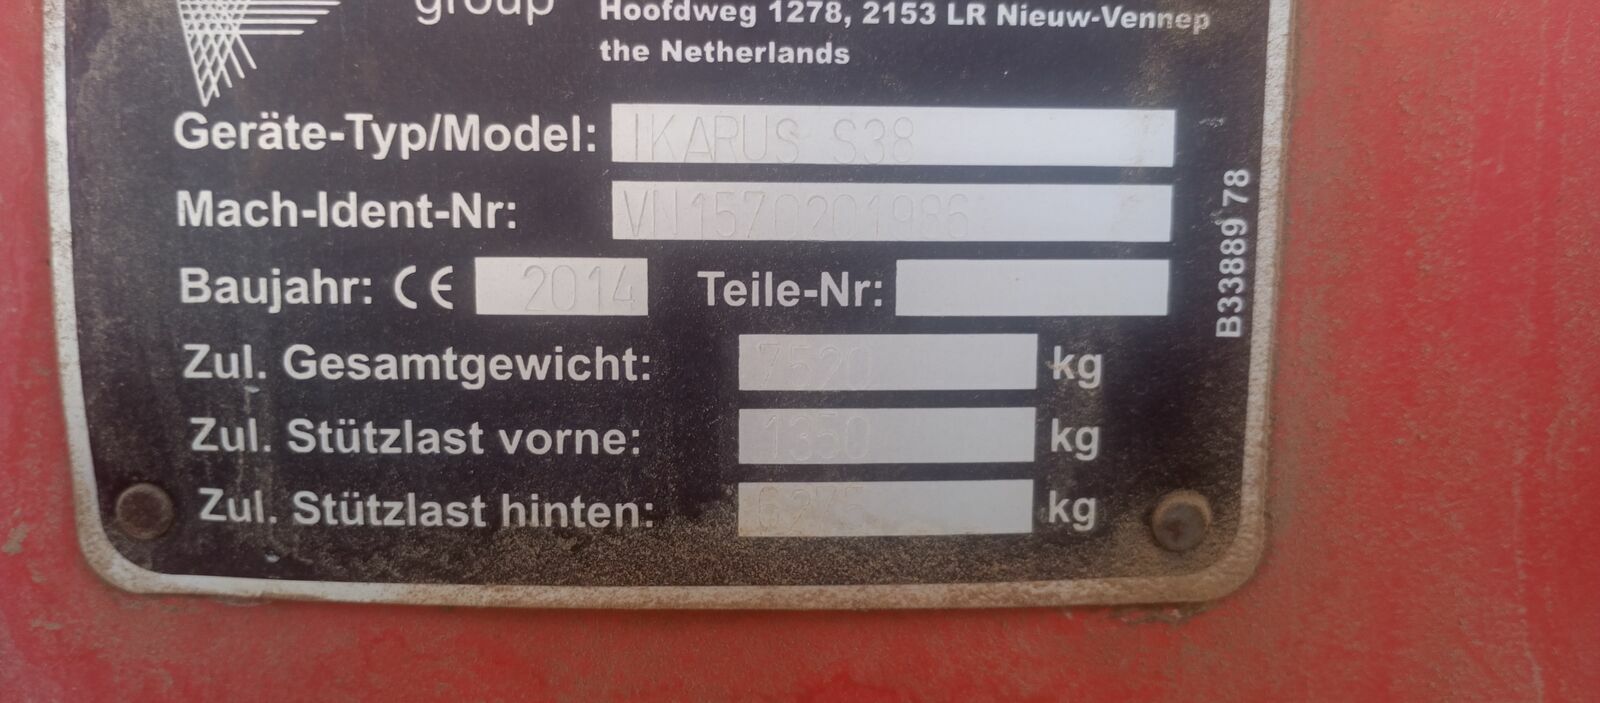 group
Hoofdweg 1278, 2153 LR Nieuw-Vennep
the Netherlands
Geräte-Typ/Model: IKARUS S38
Mach-Ident-Nr: VN1570201986
Baujahr: CE 2014 Teile-Nr:
Zul. Gesamtgewicht: 7520 kg
Zul. Stützlast vorne: 1350 kg
Zul. Stützlast hinten: 6275 kg
B33889 78